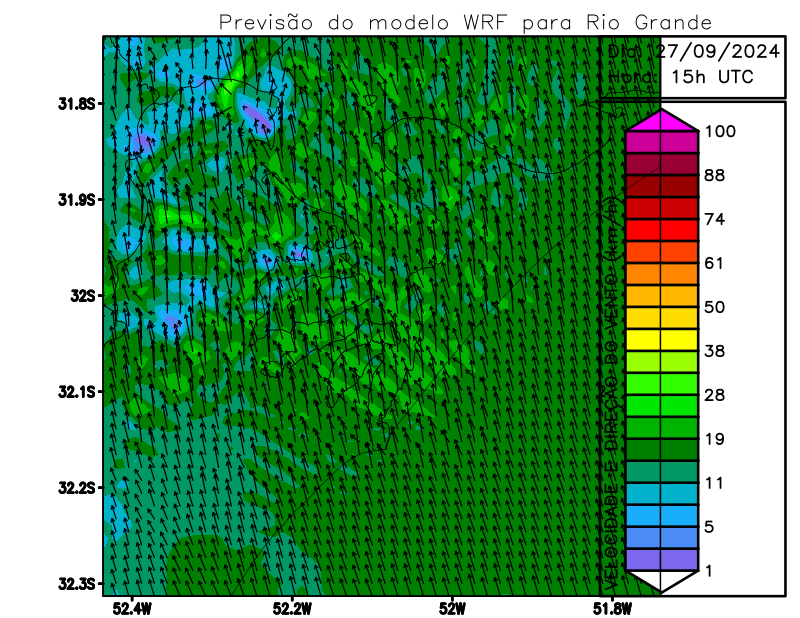 Previsão do modelo WRF para Rio Grande
Dia: 27/09/2024
Hora: 15h UTC
31.8S
31.9S
32S
32.1S
32.2S
32.3S
52.4W
52.2W
52W
51.8W
VELOCIDADE E DIREÇÃO DO VENTO (km/h)
100
88
74
61
50
38
28
19
11
5
1